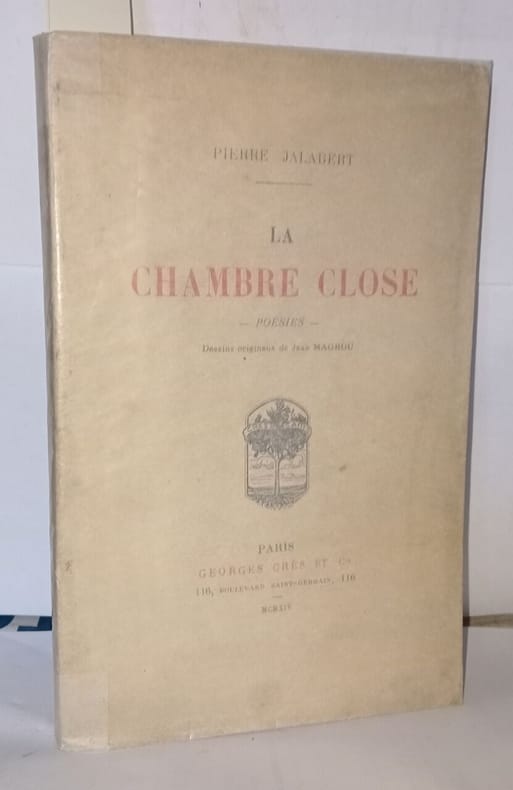 PIERRE JALABERT
LA
CHAMBRE CLOSE
— POÉSIES —
Dessins originaux de Jean MAGROU
PARIS
GEORGES CRÈS ET Cie
116, BOULEVARD SAINT-GERMAIN, 116
MCMXIV